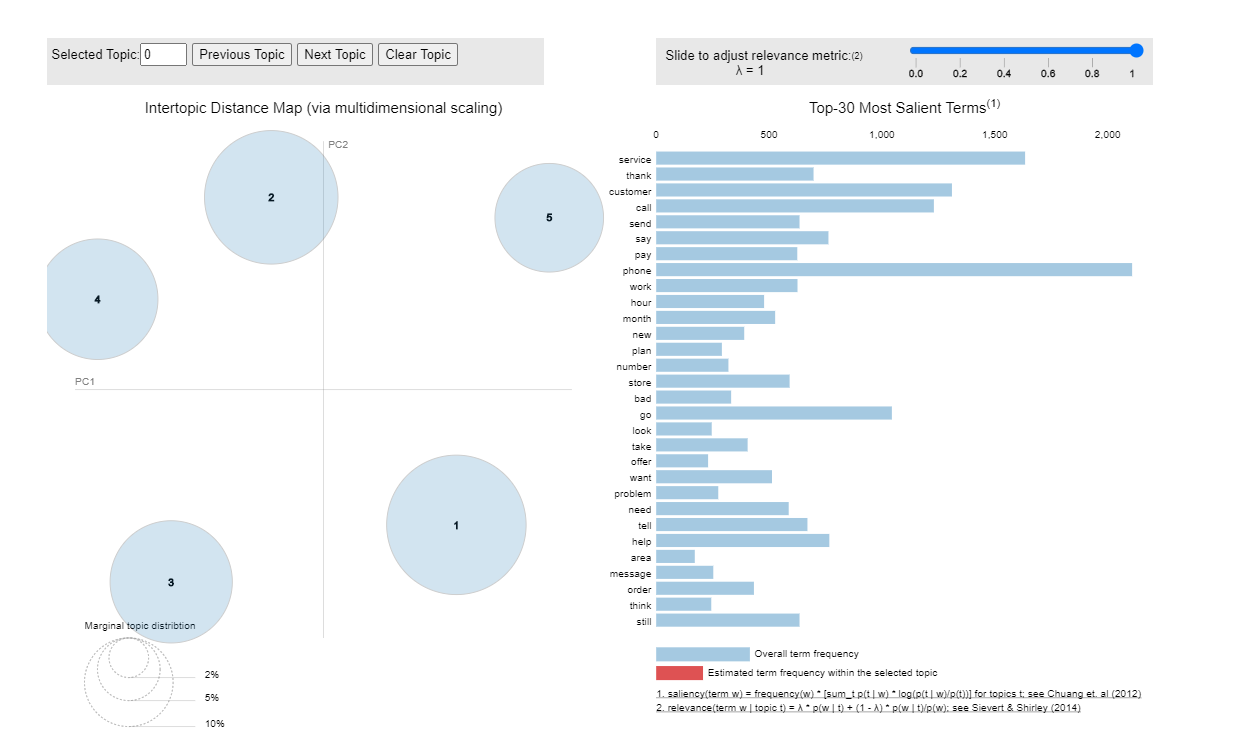 Selected Topic: 0 Previous Topic Next Topic Clear Topic
Slide to adjust relevance metric:(2)
λ = 1
0.0 0.2 0.4 0.6 0.8 1
Intertopic Distance Map (via multidimensional scaling)
PC2
2
5
4
PC1
1
3
Marginal topic distribtion
2%
5%
10%
Top-30 Most Salient Terms(1)
0 500 1,000 1,500 2,000
service
thank
customer
call
send
say
pay
phone
work
hour
month
new
plan
number
store
bad
go
look
take
offer
want
problem
need
tell
help
area
message
order
think
still
Overall term frequency
Estimated term frequency within the selected topic
1. saliency(term w) = frequency(w) * [sum_t p(t | w) * log(p(t | w)/p(t))] for topics t; see Chuang et. al (2012)
2. relevance(term w | topic t) = λ * p(w | t) + (1 - λ) * p(w | t)/p(w); see Sievert & Shirley (2014)